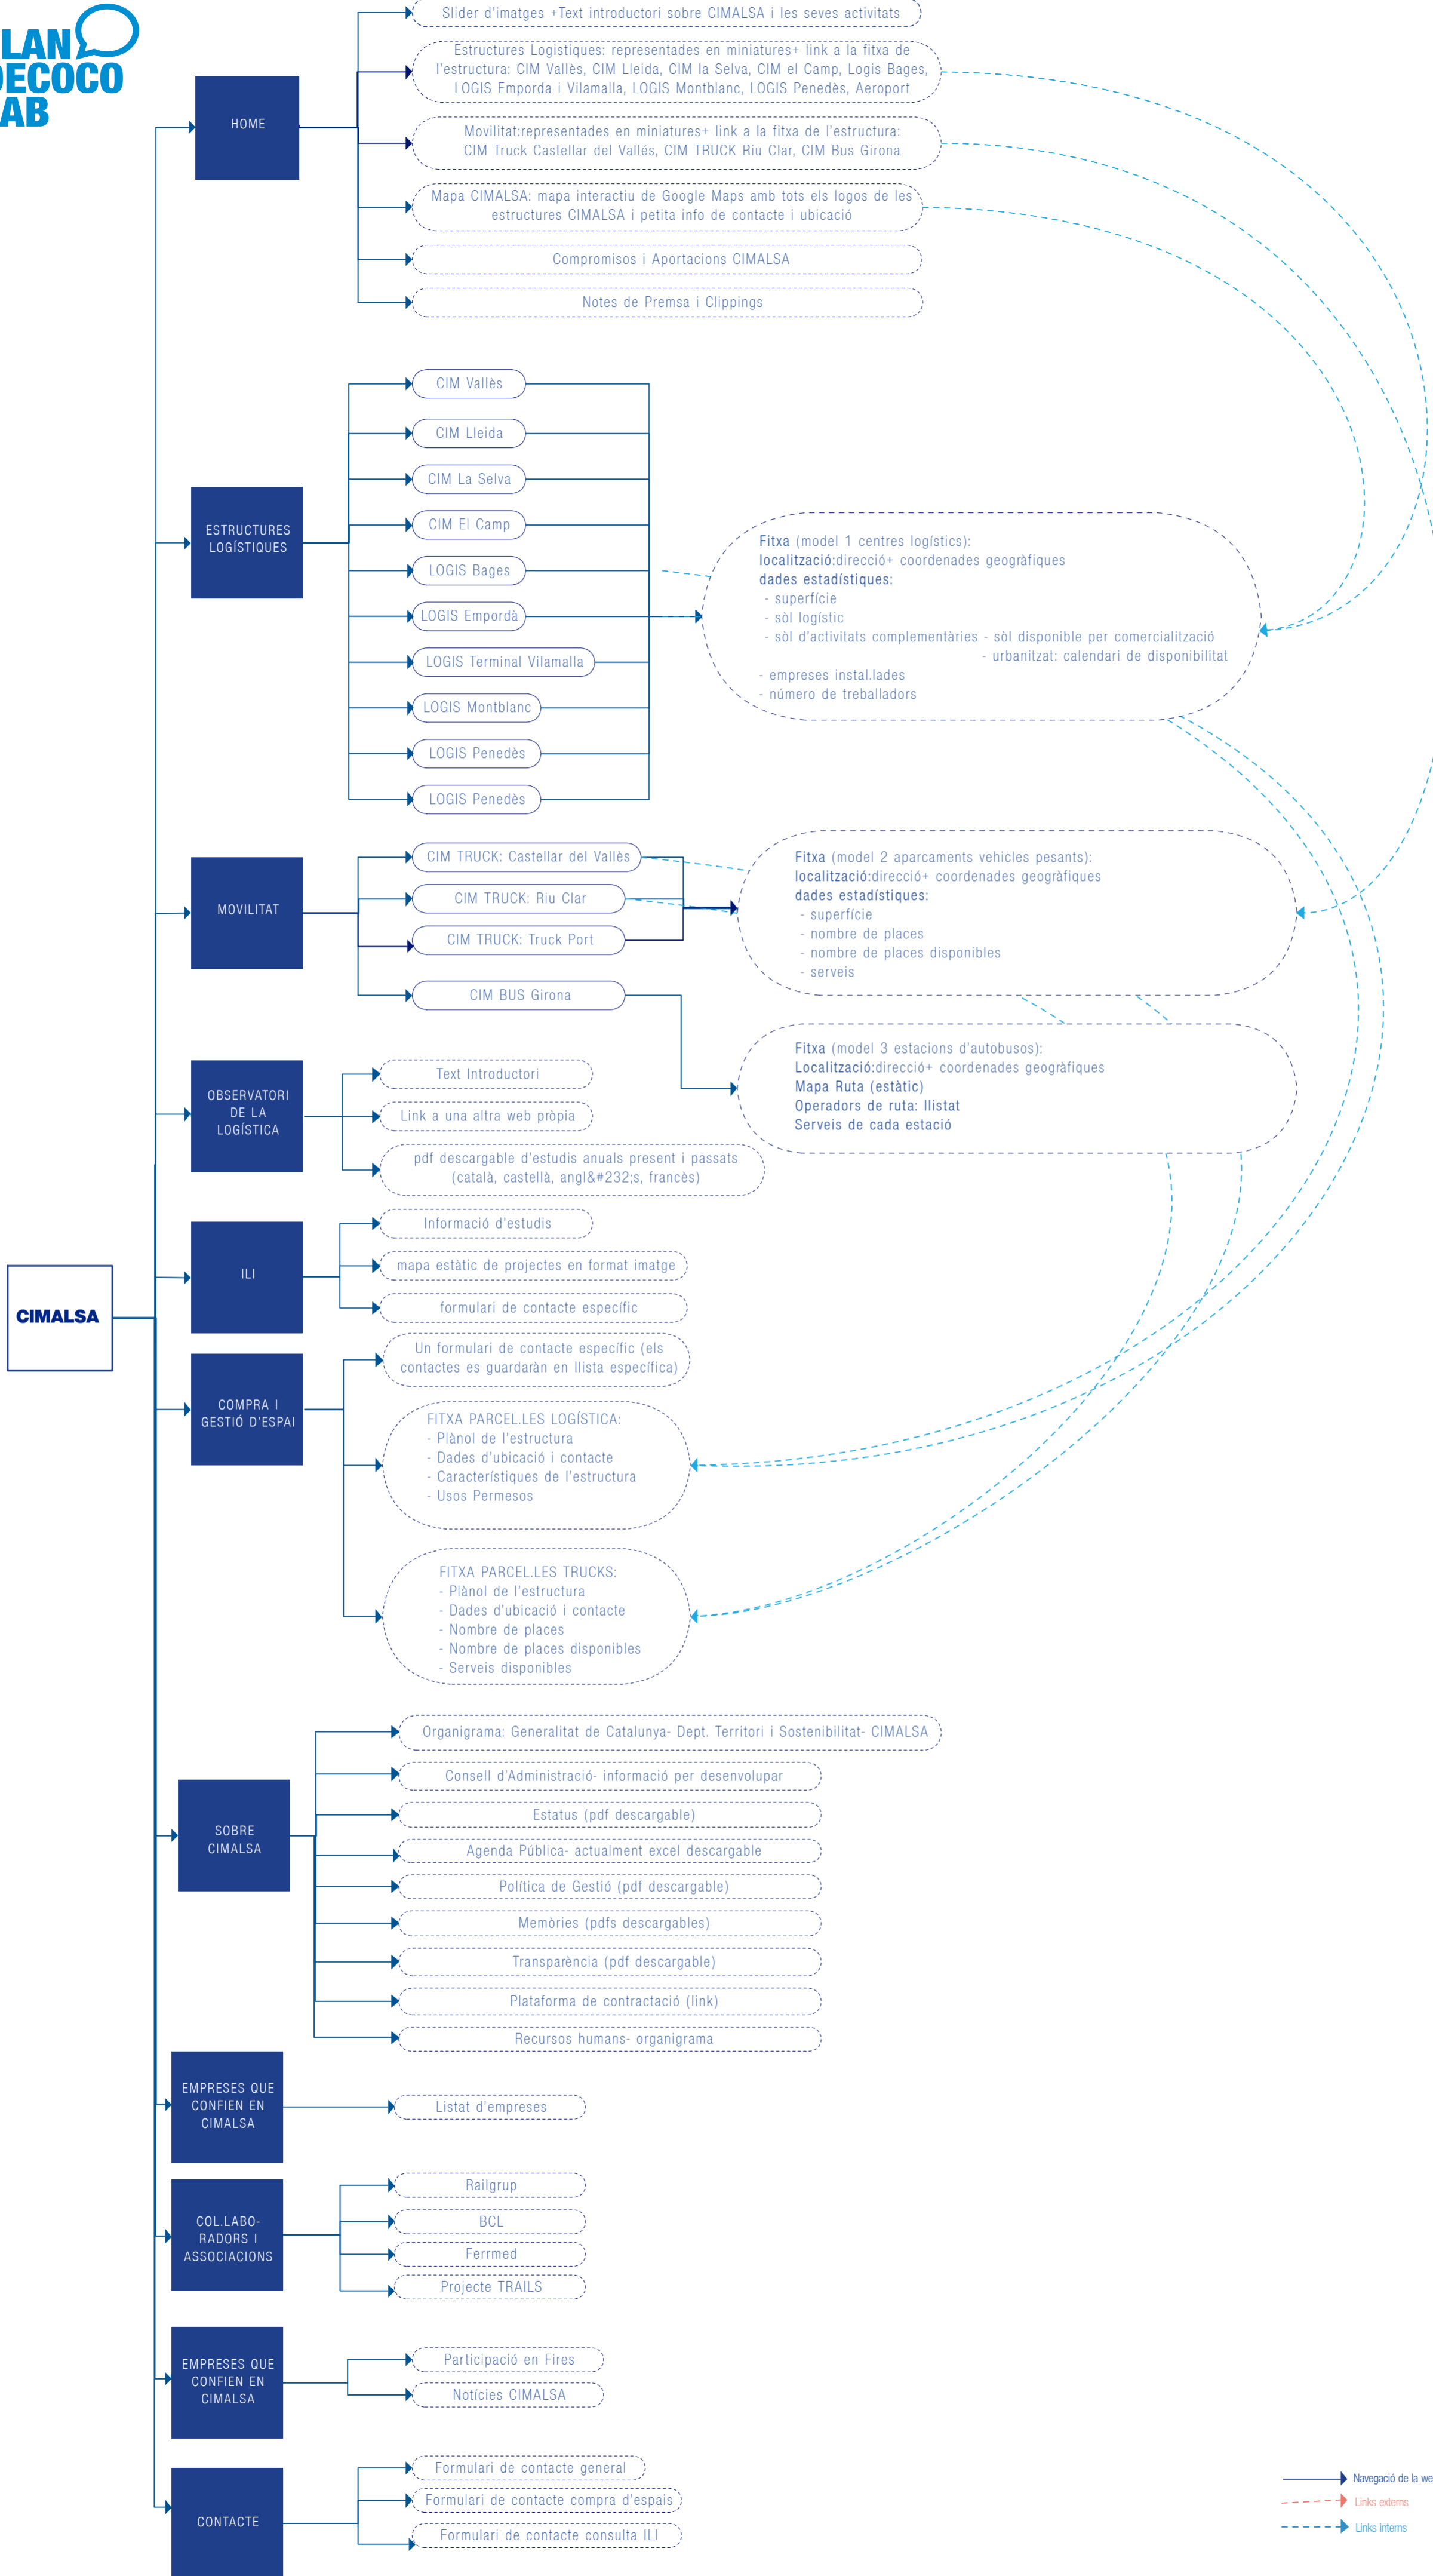 LAN
DECOCO
AB
Slider d'imatges +Text introductori sobre CIMALSA i les seves activitats
Estructures Logistiques: representades en miniatures+ link a la fitxa de
l'estructura: CIM Vallès, CIM Lleida, CIM la Selva, CIM el Camp, Logis Bages,
LOGIS Emporda i Vilamalla, LOGIS Montblanc, LOGIS Penedès, Aeroport
HOME
Movilitat:representades en miniatures+ link a la fitxa de l'estructura:
CIM Truck Castellar del Vallés, CIM TRUCK Riu Clar, CIM Bus Girona
Mapa CIMALSA: mapa interactiu de Google Maps amb tots els logos de les
estructures CIMALSA i petita info de contacte i ubicació
Compromisos i Aportacions CIMALSA
Notes de Premsa i Clippings
ESTRUCTURES
LOGÍSTIQUES
CIM Vallès
CIM Lleida
CIM La Selva
CIM El Camp
LOGIS Bages
LOGIS Empordà
LOGIS Terminal Vilamalla
LOGIS Montblanc
LOGIS Penedès
LOGIS Penedès
Fitxa (model 1 centres logístics):
localització:direcció+ coordenades geogràfiques
dades estadístiques:
- superfície
- sòl logístic
- sòl d'activitats complementàries - sòl disponible per comercialització
- urbanitzat: calendari de disponibilitat
- empreses instal.lades
- número de treballadors
MOVILITAT
CIM TRUCK: Castellar del Vallès
CIM TRUCK: Riu Clar
CIM TRUCK: Truck Port
CIM BUS Girona
Fitxa (model 2 aparcaments vehicles pesants):
localització:direcció+ coordenades geogràfiques
dades estadístiques:
- superfície
- nombre de places
- nombre de places disponibles
- serveis
Fitxa (model 3 estacions d'autobusos):
Localització:direcció+ coordenades geogràfiques
Mapa Ruta (estàtic)
Operadors de ruta: llistat
Serveis de cada estació
OBSERVATORI
DE LA
LOGÍSTICA
Text Introductori
Link a una altra web pròpia
pdf descargable d'estudis anuals present i passats
(català, castellà, angl&#232;s, francès)
ILI
Informació d'estudis
mapa estàtic de projectes en format imatge
formulari de contacte específic
CIMALSA
COMPRA I
GESTIÓ D'ESPAI
Un formulari de contacte específic (els
contactes es guardaràn en llista específica)
FITXA PARCEL.LES LOGÍSTICA:
- Plànol de l'estructura
- Dades d'ubicació i contacte
- Característiques de l'estructura
- Usos Permesos
FITXA PARCEL.LES TRUCKS:
- Plànol de l'estructura
- Dades d'ubicació i contacte
- Nombre de places
- Nombre de places disponibles
- Serveis disponibles
SOBRE
CIMALSA
Organigrama: Generalitat de Catalunya- Dept. Territori i Sostenibilitat- CIMALSA
Consell d'Administració- informació per desenvolupar
Estatus (pdf descargable)
Agenda Pública- actualment excel descargable
Política de Gestió (pdf descargable)
Memòries (pdfs descargables)
Transparència (pdf descargable)
Plataforma de contractació (link)
Recursos humans- organigrama
EMPRESES QUE
CONFIEN EN
CIMALSA
Listat d'empreses
COL.LABO-
RADORS I
ASSOCIACIONS
Railgrup
BCL
Ferrmed
Projecte TRAILS
EMPRESES QUE
CONFIEN EN
CIMALSA
Participació en Fires
Notícies CIMALSA
CONTACTE
Formulari de contacte general
Formulari de contacte compra d'espais
Formulari de contacte consulta ILI
Navegació de la we
Links externs
Links interns